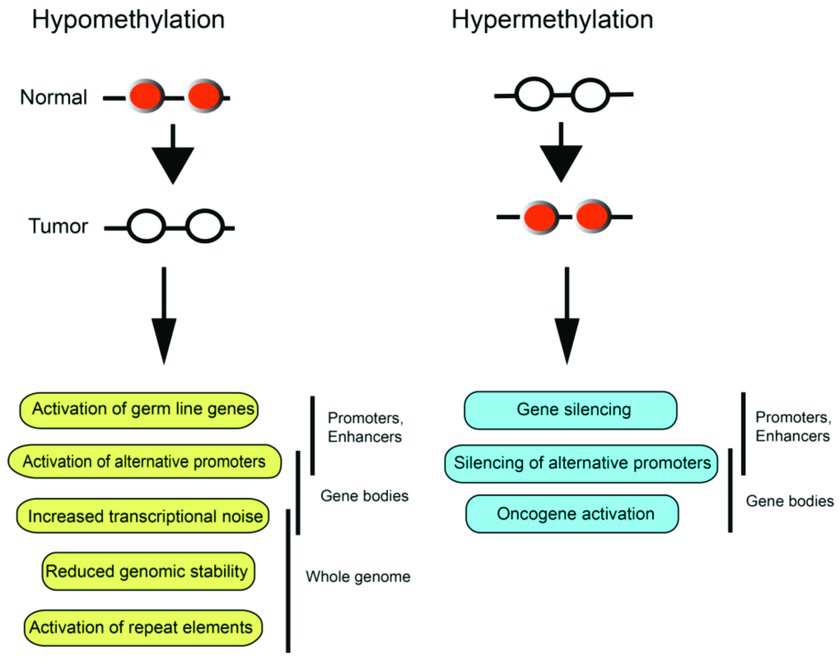 Hypomethylation
Hypermethylation
Normal
Tumor
Activation of germ line genes
Activation of alternative promoters
Increased transcriptional noise
Reduced genomic stability
Activation of repeat elements
Promoters,
Enhancers
Gene bodies
Whole genome
Gene silencing
Silencing of alternative promoters
Oncogene activation
Promoters,
Enhancers
Gene bodies